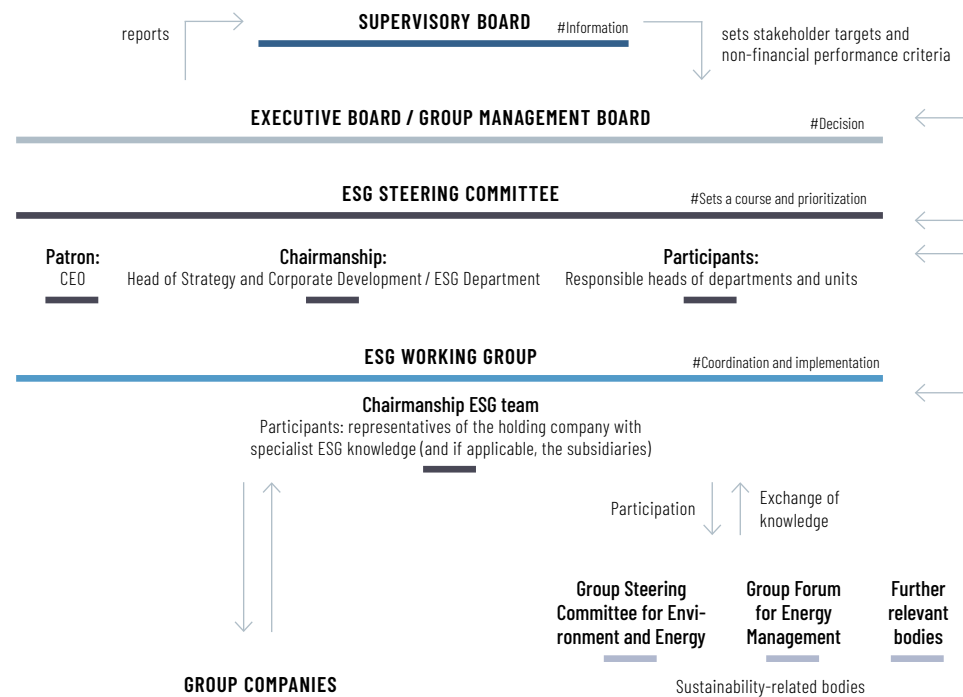 SUPERVISORY BOARD
#Information
reports
sets stakeholder targets and
non-financial performance criteria
EXECUTIVE BOARD / GROUP MANAGEMENT BOARD
#Decision
ESG STEERING COMMITTEE
#Sets a course and prioritization
Patron:
CEO
Chairmanship:
Head of Strategy and Corporate Development / ESG Department
Participants:
Responsible heads of departments and units
ESG WORKING GROUP
#Coordination and implementation
Chairmanship ESG team
Participants: representatives of the holding company with
specialist ESG knowledge (and if applicable, the subsidiaries)
Participation
Exchange of
knowledge
Group Steering
Committee for Envi-
ronment and Energy
Group Forum
for Energy
Management
Further
relevant
bodies
GROUP COMPANIES
Sustainability-related bodies